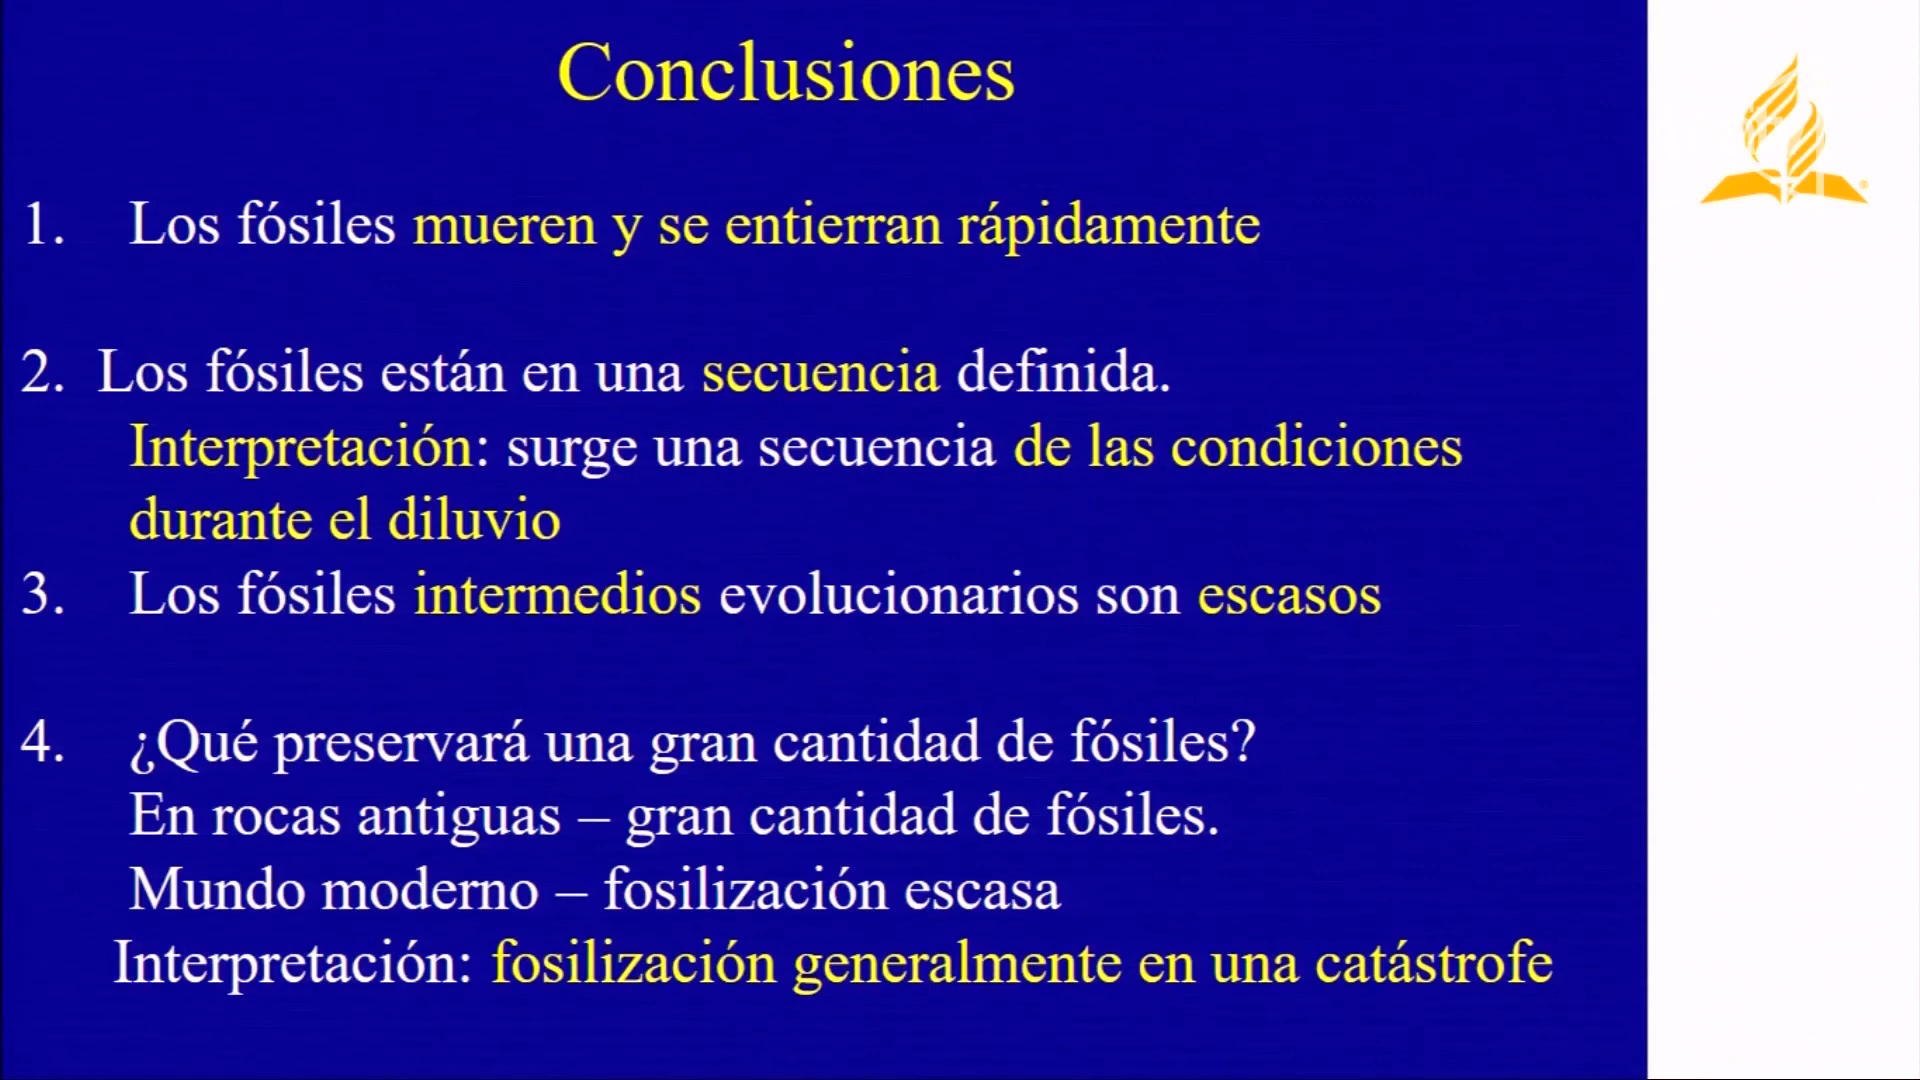 Conclusiones
1. Los fósiles mueren y se entierran rápidamente
2. Los fósiles están en una secuencia definida.
Interpretación: surge una secuencia de las condiciones
durante el diluvio
3. Los fósiles intermedios evolucionarios son escasos
4. ¿Qué preservará una gran cantidad de fósiles?
En rocas antiguas – gran cantidad de fósiles.
Mundo moderno – fosilización escasa
Interpretación: fosilización generalmente en una catástrofe